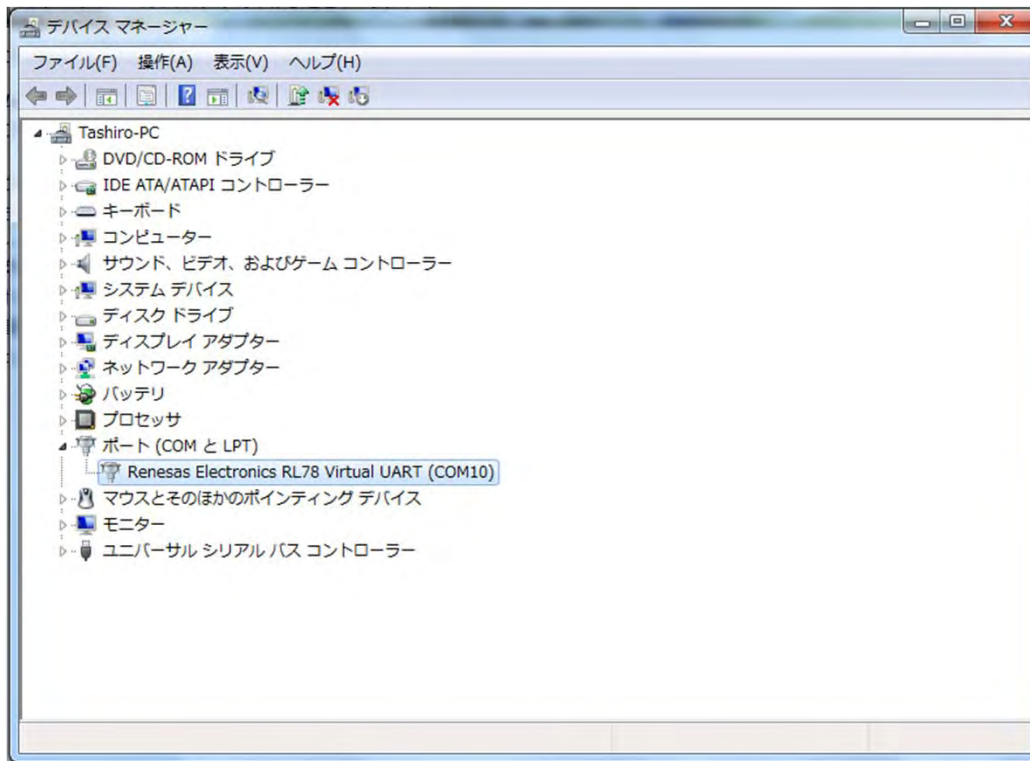 デバイス マネージャー
ファイル(F) 操作(A) 表示(V) ヘルプ(H)
Tashiro-PC
DVD/CD-ROM ドライブ
IDE ATA/ATAPI コントローラー
キーボード
コンピューター
サウンド、ビデオ、およびゲーム コントローラー
システム デバイス
ディスク ドライブ
ディスプレイ アダプター
ネットワーク アダプター
バッテリ
プロセッサ
ポート (COM と LPT)
Renesas Electronics RL78 Virtual UART (COM10)
マウスとそのほかのポインティング デバイス
モニター
ユニバーサル シリアル バス コントローラー